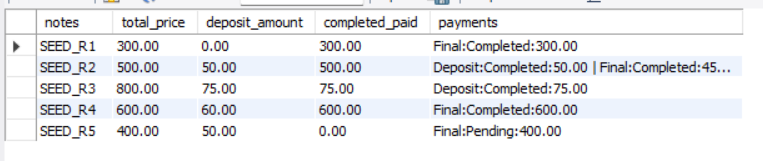 notes total_price deposit_amount completed_paid payments
SEED_R1 300.00 0.00 300.00 Final:Completed:300.00
SEED_R2 500.00 50.00 500.00 Deposit:Completed:50.00 | Final:Completed:45...
SEED_R3 800.00 75.00 75.00 Deposit:Completed:75.00
SEED_R4 600.00 60.00 600.00 Final:Completed:600.00
SEED_R5 400.00 50.00 0.00 Final:Pending:400.00